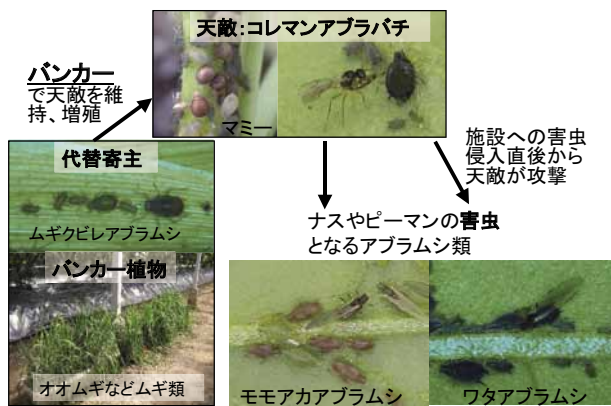 天敵：コレマンアブラバチ
マミー
バンカー
で天敵を維
持、増殖
代替寄主
ムギクビレアブラムシ
バンカー植物
オオムギなどムギ類
施設への害虫
侵入直後から
天敵が攻撃
ナスやピーマンの害虫
となるアブラムシ類
モモアカアブラムシ
ワタアブラムシ